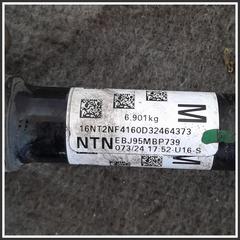 6.901kg
M
16NT2NF4160D32464373
NTN
EBJ95MBP739
073/24 17:52-U16-S
M